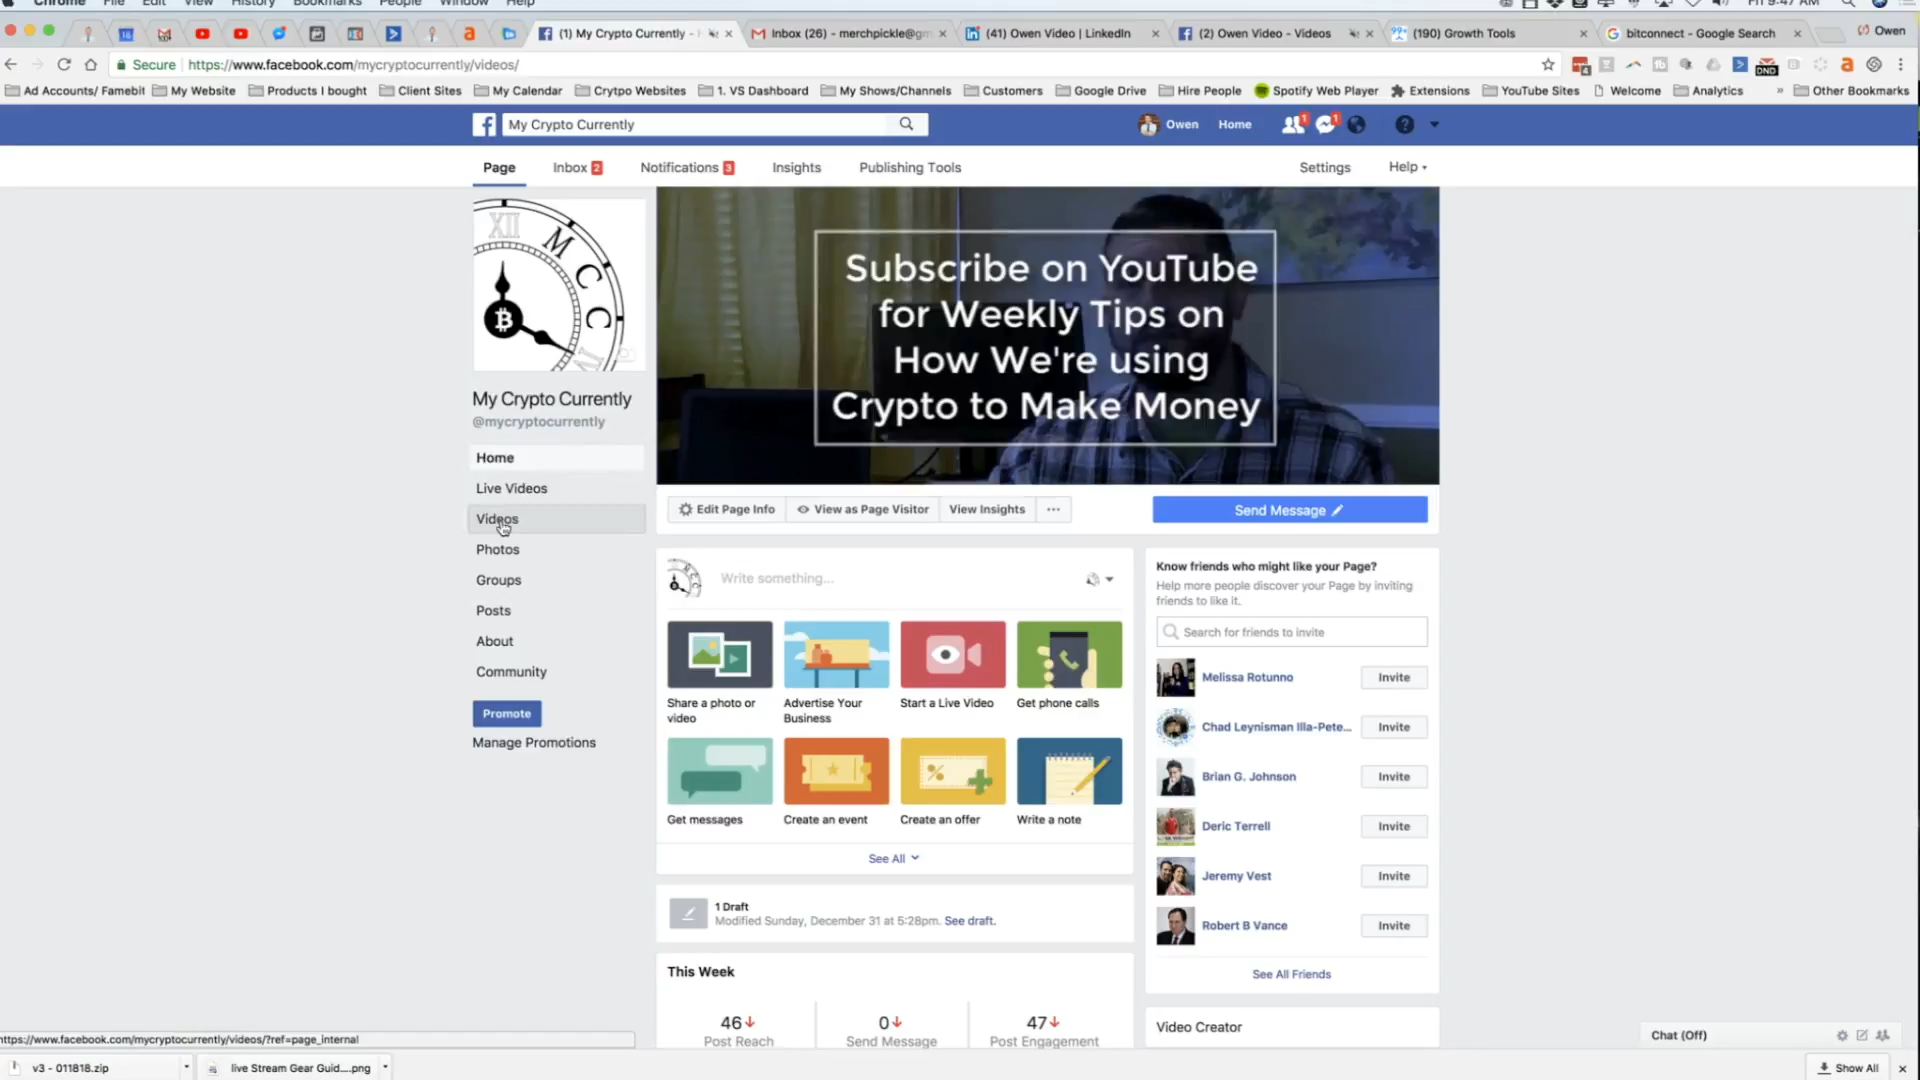 Chrome File Edit View History Bookmarks People Window Help Fri 9:47 AM
(1) My Crypto Currently - Inbox (26) - merchpickle@gm (41) Owen Video | LinkedIn (2) Owen Video - Videos (190) Growth Tools bitconnect - Google Search Owen
Secure https://www.facebook.com/mycryptocurrently/videos/
DND
Ad Accounts/ Famebit My Website Products I bought Client Sites My Calendar Crytpo Websites 1. VS Dashboard My Shows/Channels Customers Google Drive Hire People Spotify Web Player Extensions YouTube Sites Welcome Analytics » Other Bookmarks
My Crypto Currently Owen Home 1 1
Page Inbox 2 Notifications 3 Insights Publishing Tools Settings Help
XII M C C
Subscribe on YouTube
for Weekly Tips on
How We're using
Crypto to Make Money
My Crypto Currently
@mycryptocurrently
Home
Live Videos
Videos
Photos
Groups
Posts
About
Community
Promote
Manage Promotions
Edit Page Info View as Page Visitor View Insights ... Send Message
Write something...
Share a photo or video
Advertise Your Business
Start a Live Video
Get phone calls
Get messages
Create an event
Create an offer
Write a note
See All
1 Draft
Modified Sunday, December 31 at 5:28pm. See draft.
This Week
46 0 47
Post Reach Send Message Post Engagement
Know friends who might like your Page?
Help more people discover your Page by inviting
friends to like it.
Search for friends to invite
Melissa Rotunno Invite
Chad Leynisman Illa-Pete... Invite
Brian G. Johnson Invite
Deric Terrell Invite
Jeremy Vest Invite
Robert B Vance Invite
See All Friends
Video Creator
Chat (Off)
https://www.facebook.com/mycryptocurrently/videos/?ref=page_internal
v3 - 011818.zip live Stream Gear Guid....png Show All